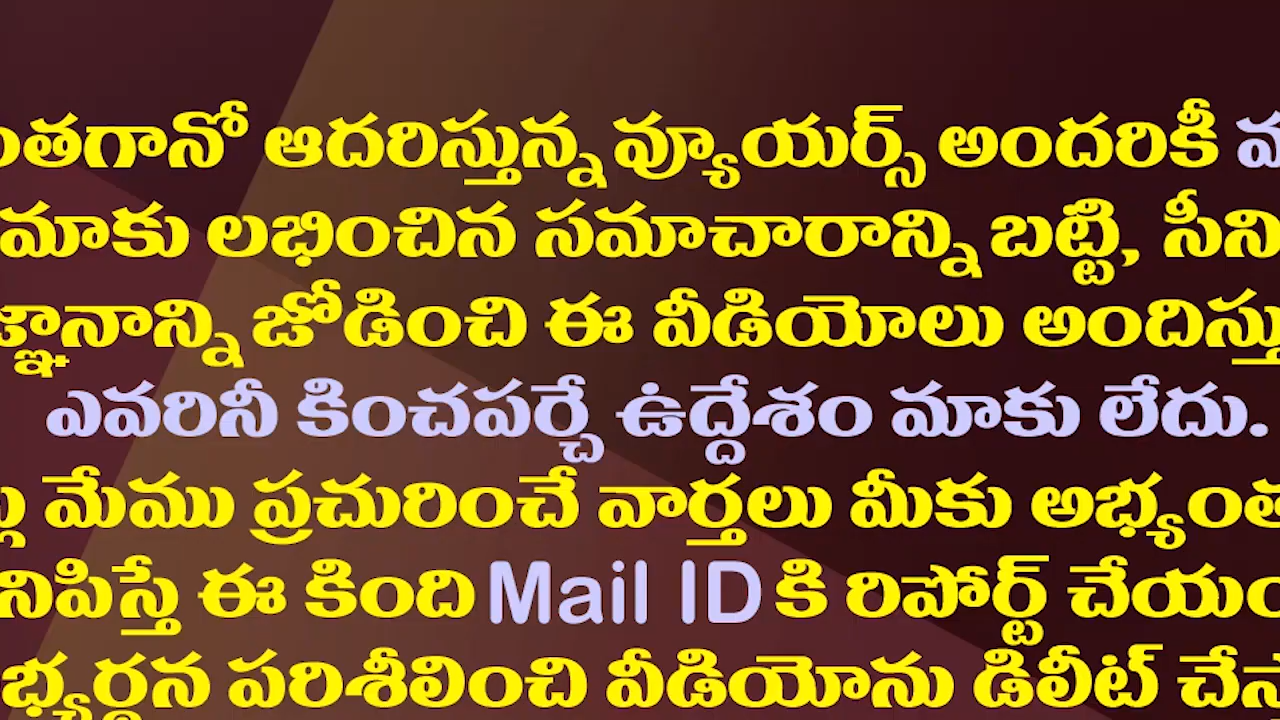 ంతగానో ఆదరిస్తున్న వ్యూయర్స్ అందరికీ
మాకు లభించిన సమాచారాన్ని బట్టి, సీని
జ్ఞానాన్ని జోడించి ఈ వీడియోలు అందిస్తు
ఎవరినీ కించపర్చే ఉద్దేశం మాకు లేదు.
మేము ప్రచురించే వార్తలు మీకు అభ్యంత
నిపిస్తే ఈ కింది Mail ID కి రిపోర్ట్ చేయం
భ్యర్థన పరిశీలించి వీడియోను డిలీట్ చేస